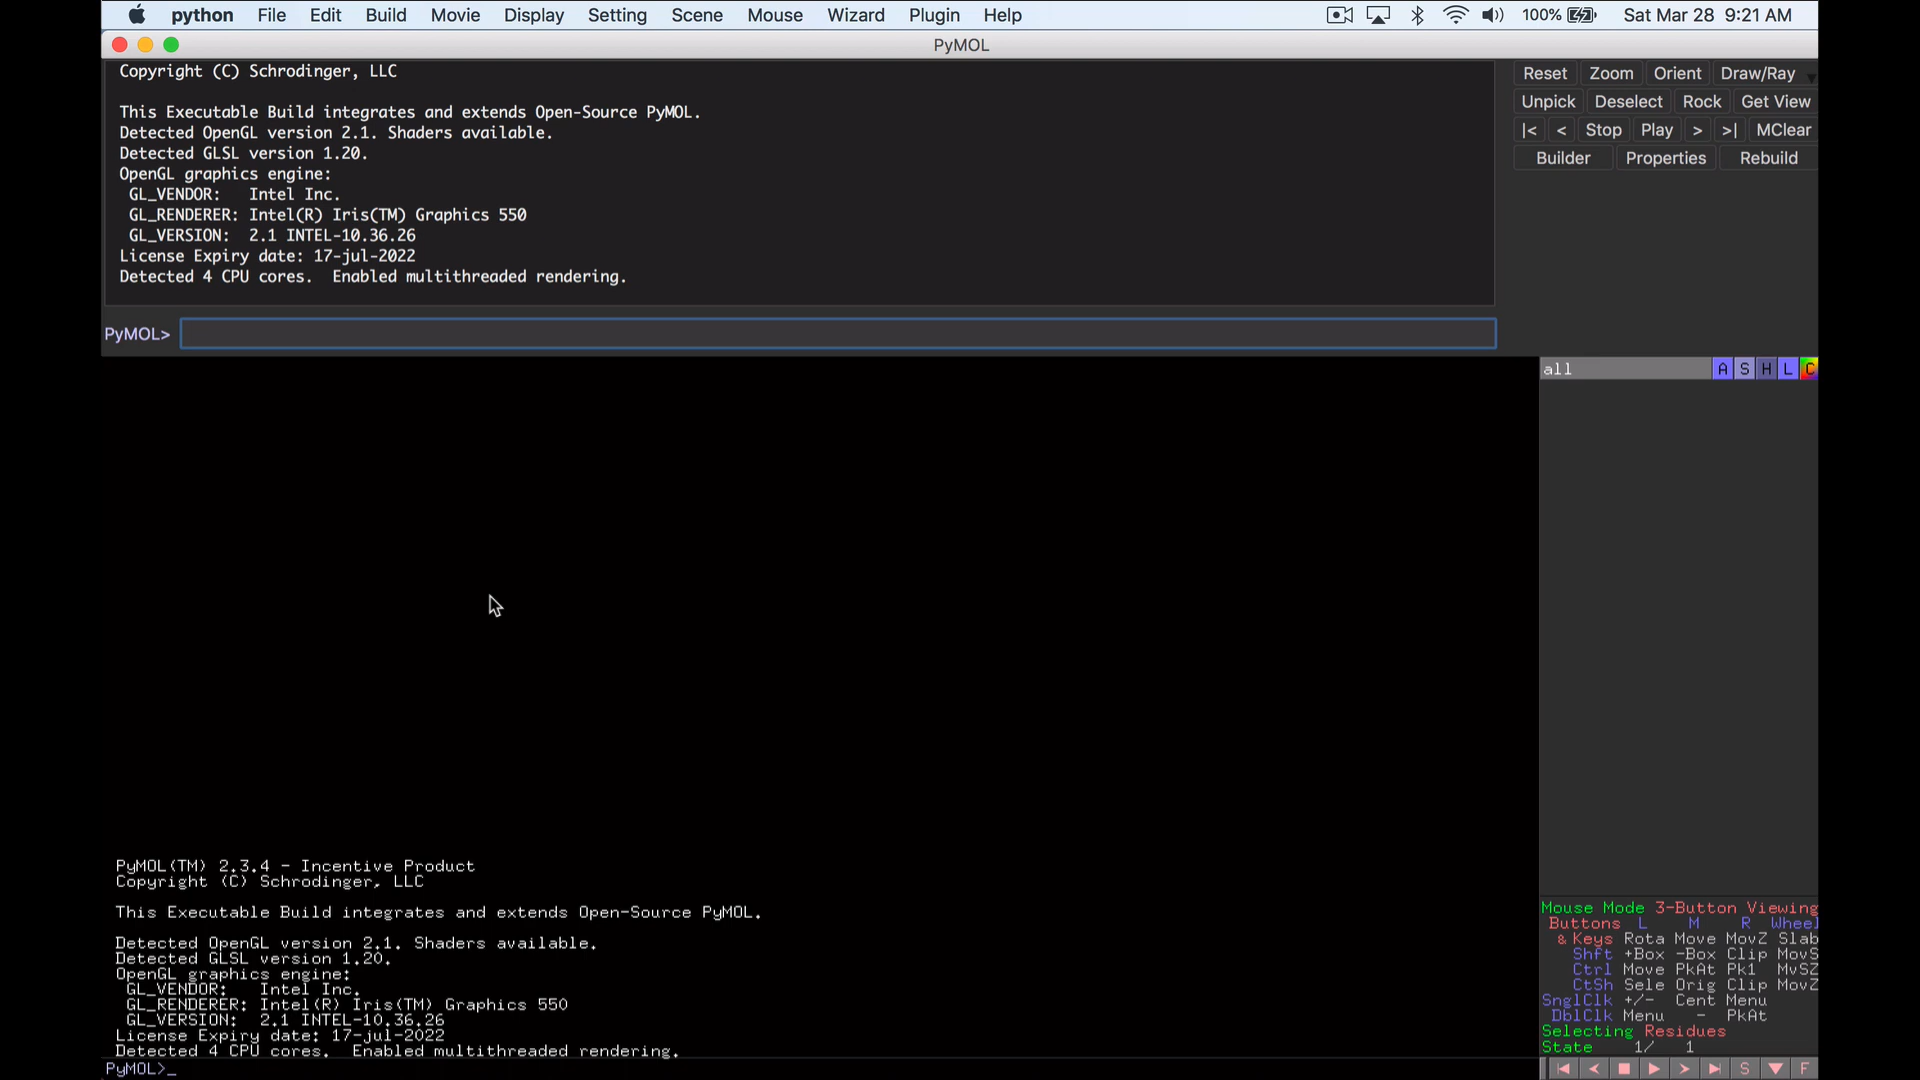 python File Edit Build Movie Display Setting Scene Mouse Wizard Plugin Help 100% Sat Mar 28 9:21 AM
PyMOL
Copyright (C) Schrodinger, LLC
This Executable Build integrates and extends Open-Source PyMOL.
Detected OpenGL version 2.1. Shaders available.
Detected GLSL version 1.20.
OpenGL graphics engine:
GL_VENDOR: Intel Inc.
GL_RENDERER: Intel(R) Iris(TM) Graphics 550
GL_VERSION: 2.1 INTEL-10.36.26
License Expiry date: 17-jul-2022
Detected 4 CPU cores. Enabled multithreaded rendering.
PyMOL>
Reset Zoom Orient Draw/Ray
Unpick Deselect Rock Get View
|< < Stop Play > >| MClear
Builder Properties Rebuild
all A S H L C
PyMOL(TM) 2.3.4 - Incentive Product
Copyright (C) Schrodinger, LLC
This Executable Build integrates and extends Open-Source PyMOL.
Detected OpenGL version 2.1. Shaders available.
Detected GLSL version 1.20.
OpenGL graphics engine:
GL_VENDOR: Intel Inc.
GL_RENDERER: Intel(R) Iris(TM) Graphics 550
GL_VERSION: 2.1 INTEL-10.36.26
License Expiry date: 17-jul-2022
Detected 4 CPU cores. Enabled multithreaded rendering.
PyMOL>_
Mouse Mode 3-Button Viewing
Buttons L M R Wheel
& Keys Rota Move MovZ Slab
Shft +Box -Box Clip MovS
Ctrl Move PkAt Pk1 MvSZ
CtSh Sele Orig Clip MovZ
SnglClk +/- Cent Menu
DblClk Menu - PkAt
Selecting Residues
State 1/ 1
S F